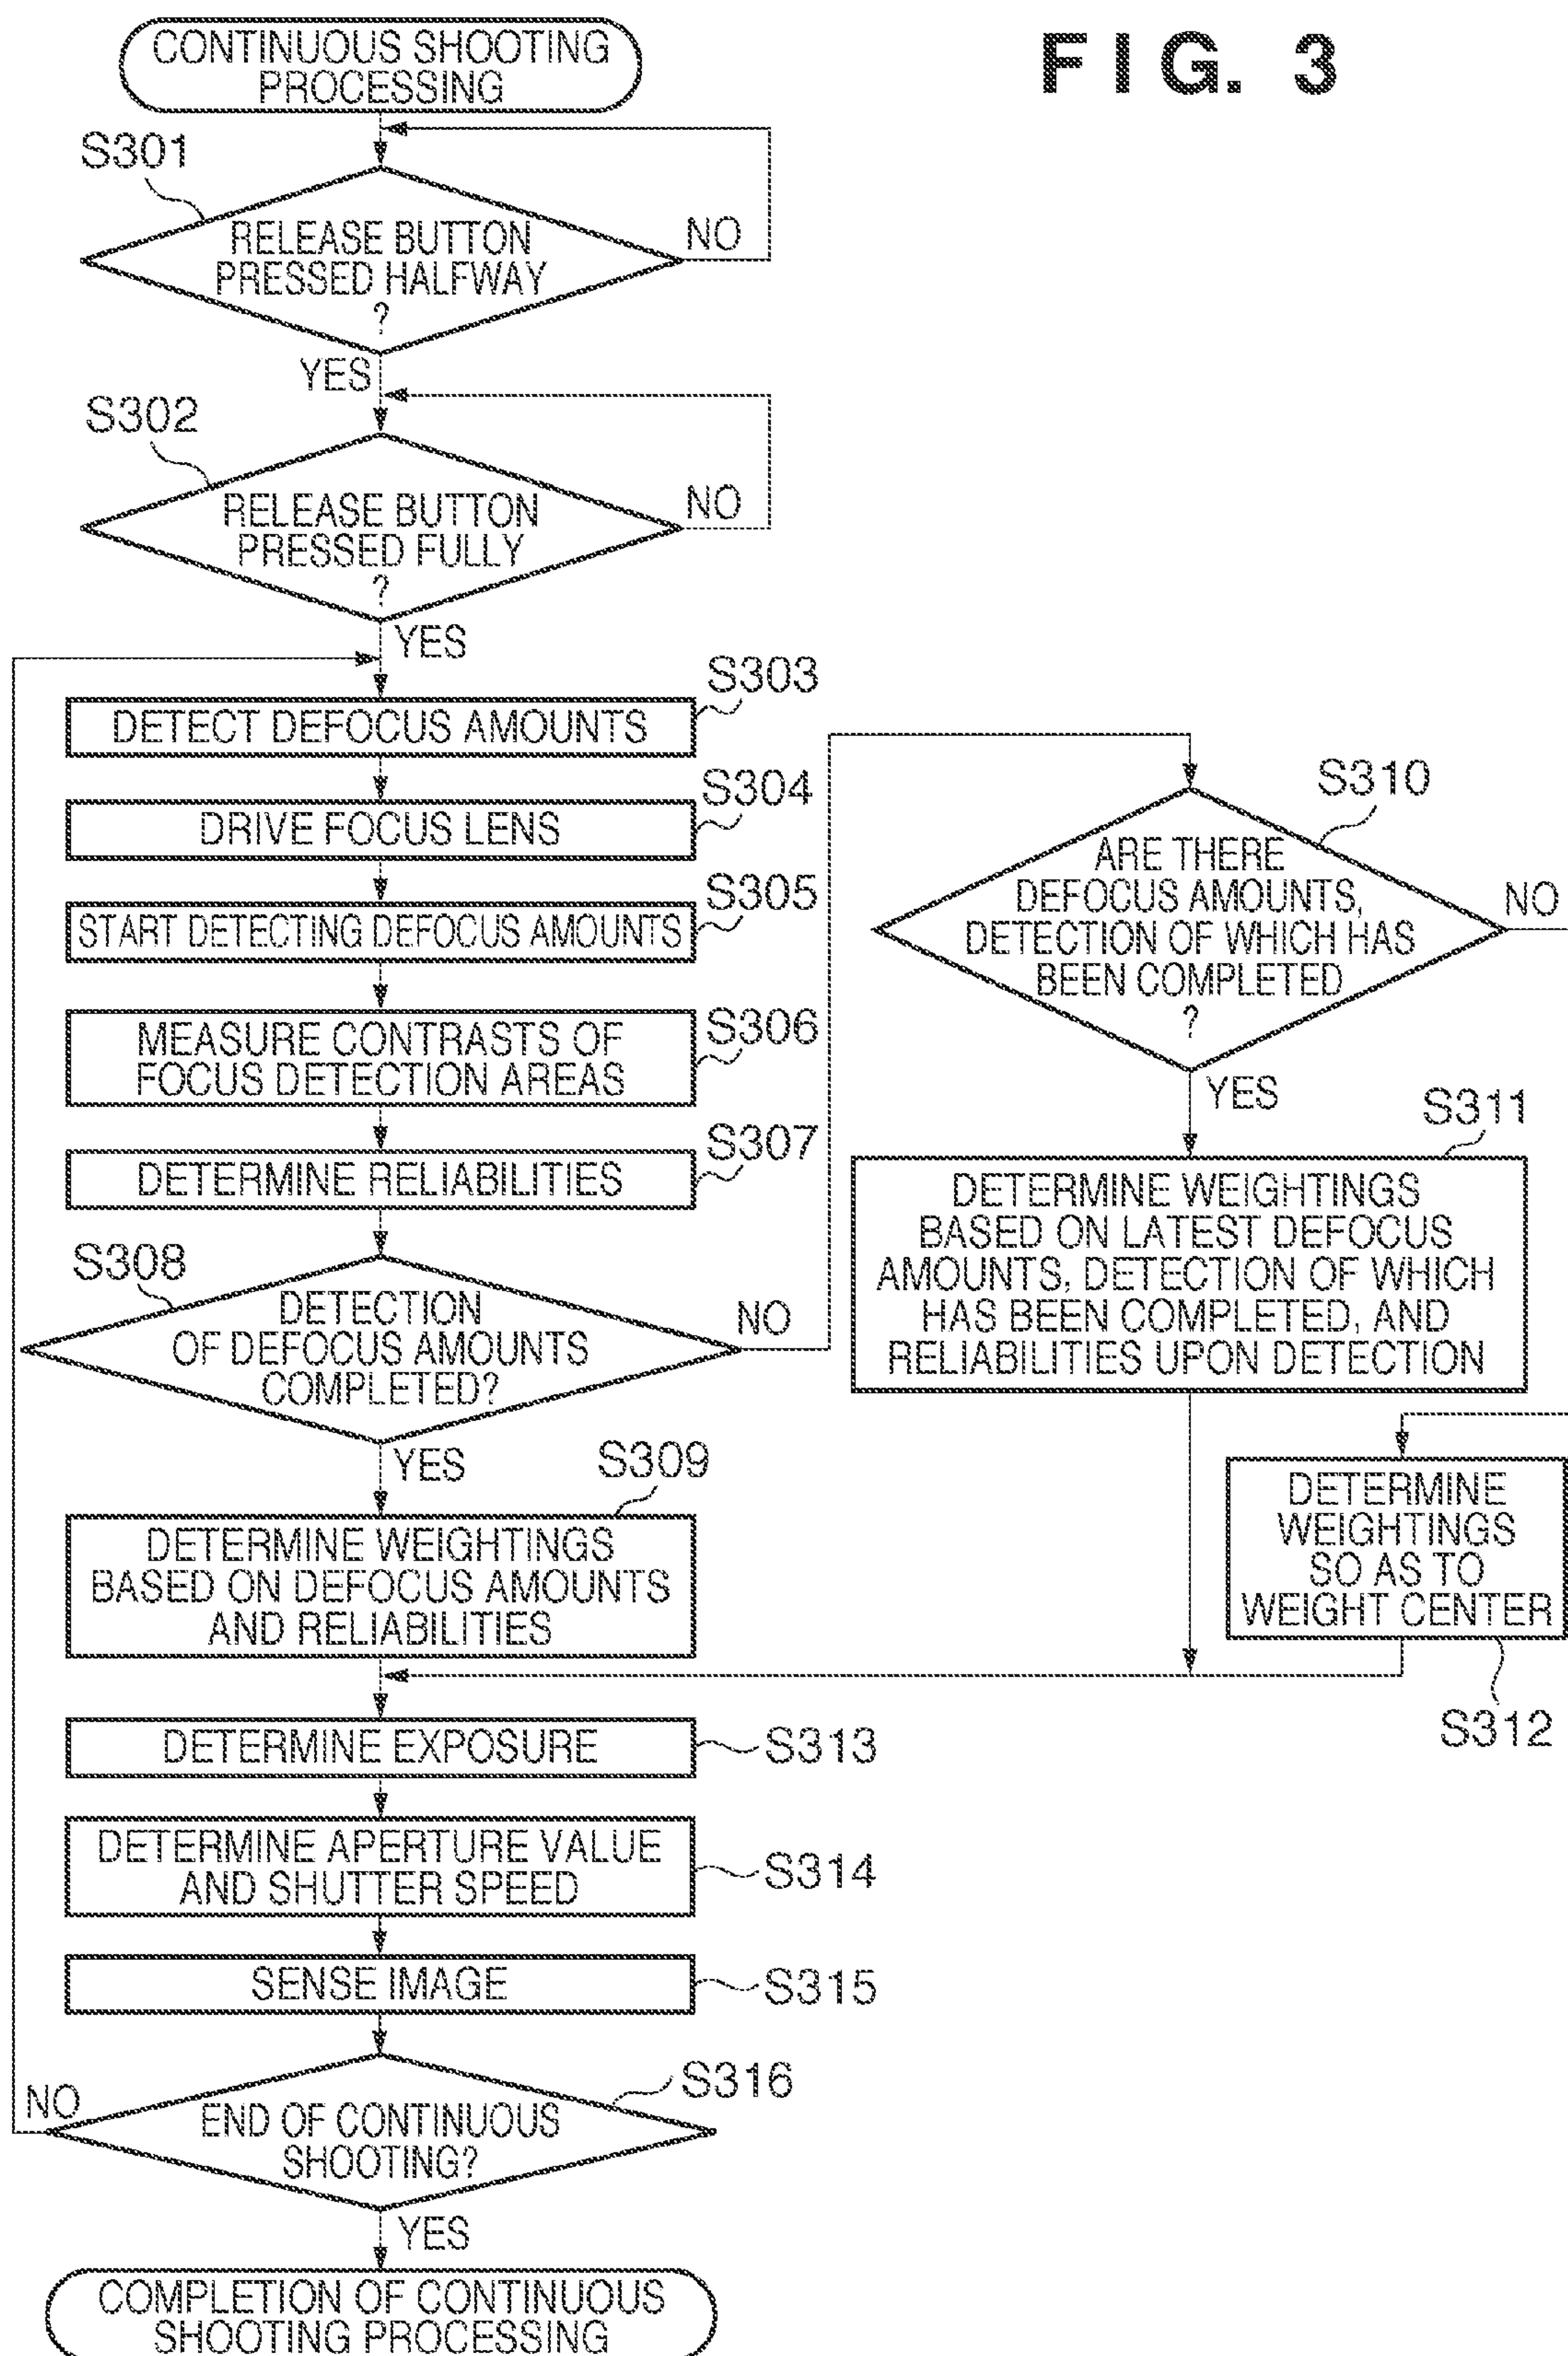 FIG. 3
CONTINUOUS SHOOTING
PROCESSING
S301
RELEASE BUTTON
PRESSED HALFWAY
?
NO
YES
S302
RELEASE BUTTON
PRESSED FULLY
?
NO
YES
S303
DETECT DEFOCUS AMOUNTS
S304
DRIVE FOCUS LENS
S305
START DETECTING DEFOCUS AMOUNTS
S306
MEASURE CONTRASTS OF
FOCUS DETECTION AREAS
S307
DETERMINE RELIABILITIES
S308
DETECTION
OF DEFOCUS AMOUNTS
COMPLETED?
NO
YES
S309
DETERMINE WEIGHTINGS
BASED ON DEFOCUS AMOUNTS
AND RELIABILITIES
S310
ARE THERE
DEFOCUS AMOUNTS,
DETECTION OF WHICH HAS
BEEN COMPLETED
?
NO
YES
S311
DETERMINE WEIGHTINGS
BASED ON LATEST DEFOCUS
AMOUNTS, DETECTION OF WHICH
HAS BEEN COMPLETED, AND
RELIABILITIES UPON DETECTION
DETERMINE
WEIGHTINGS
SO AS TO
WEIGHT CENTER
S312
DETERMINE EXPOSURE
S313
DETERMINE APERTURE VALUE
AND SHUTTER SPEED
S314
SENSE IMAGE
S315
S316
END OF CONTINUOUS
SHOOTING?
NO
YES
COMPLETION OF CONTINUOUS
SHOOTING PROCESSING